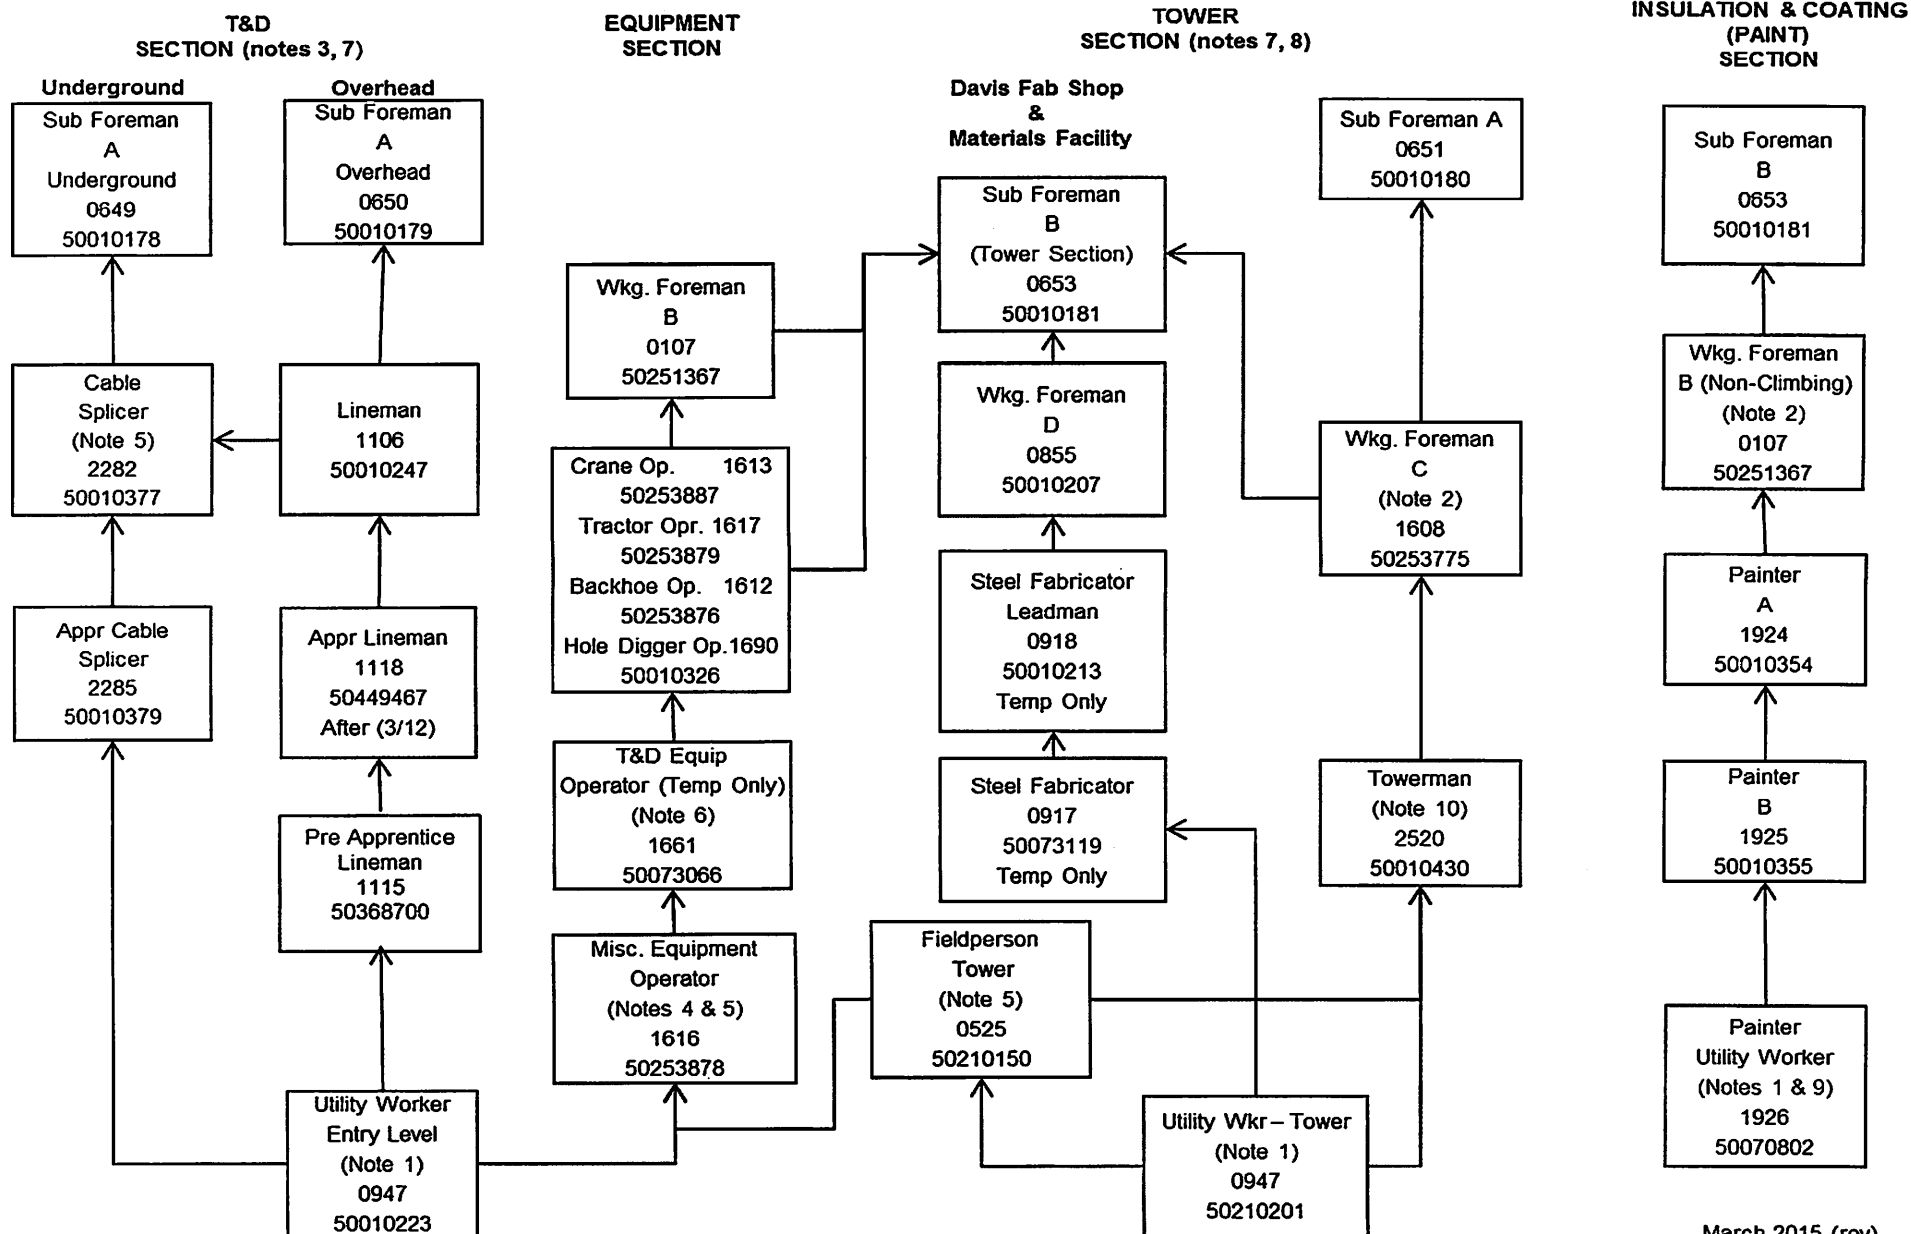 T&D
SECTION (notes 3, 7)
Underground
Sub Foreman
A
Underground
0649
50010178
Cable
Splicer
(Note 5)
2282
50010377
Appr Cable
Splicer
2285
50010379
Overhead
Sub Foreman
A
Overhead
0650
50010179
Lineman
1106
50010247
Appr Lineman
1118
50449467
After (3/12)
Pre Apprentice
Lineman
1115
50368700
Utility Worker
Entry Level
(Note 1)
0947
50010223
EQUIPMENT
SECTION
Wkg. Foreman
B
0107
50251367
Crane Op. 1613
50253887
Tractor Opr. 1617
50253879
Backhoe Op. 1612
50253876
Hole Digger Op.1690
50010326
T&D Equip
Operator (Temp Only)
(Note 6)
1661
50073066
Misc. Equipment
Operator
(Notes 4 & 5)
1616
50253878
TOWER
SECTION (notes 7, 8)
Davis Fab Shop
&
Materials Facility
Sub Foreman
B
(Tower Section)
0653
50010181
Wkg. Foreman
D
0855
50010207
Steel Fabricator
Leadman
0918
50010213
Temp Only
Steel Fabricator
0917
50073119
Temp Only
Fieldperson
Tower
(Note 5)
0525
50210150
Utility Wkr – Tower
(Note 1)
0947
50210201
Sub Foreman A
0651
50010180
Wkg. Foreman
C
(Note 2)
1608
50253775
Towerman
(Note 10)
2520
50010430
INSULATION & COATING
(PAINT)
SECTION
Sub Foreman
B
0653
50010181
Wkg. Foreman
B (Non-Climbing)
(Note 2)
0107
50251367
Painter
A
1924
50010354
Painter
B
1925
50010355
Painter
Utility Worker
(Notes 1 & 9)
1926
50070802
March 2015 (rev)